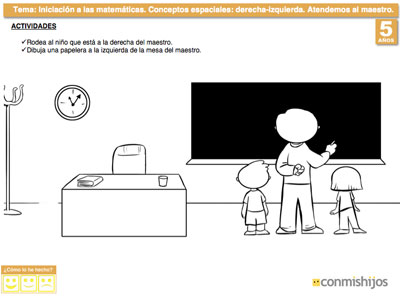 Tema: Iniciación a las matemáticas. Conceptos espaciales: derecha-izquierda. Atendemos al maestro.
5
AÑOS
ACTIVIDADES
Rodea al niño que está a la derecha del maestro.
Dibuja una papelera a la izquierda de la mesa del maestro.
¿Cómo lo ha hecho?
conmishijos